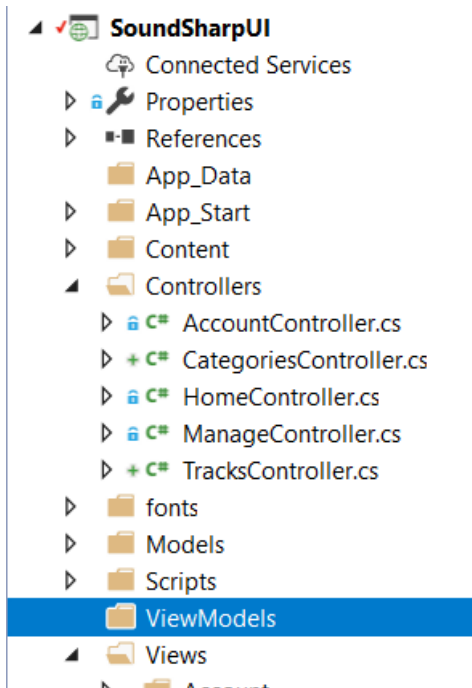 SoundSharpUI
Connected Services
Properties
References
App_Data
App_Start
Content
Controllers
C# AccountController.cs
C# CategoriesController.cs
C# HomeController.cs
C# ManageController.cs
C# TracksController.cs
fonts
Models
Scripts
ViewModels
Views
Account